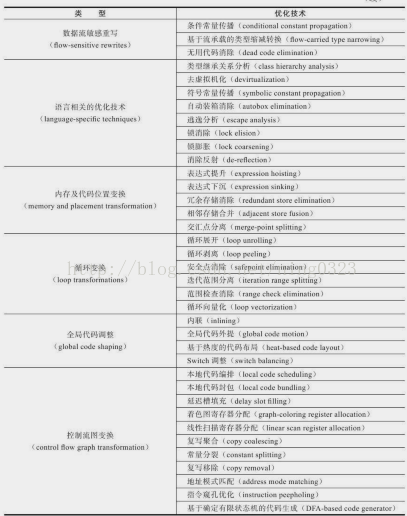 类 型 优化技术
数据流敏感重写
(flow-sensitive rewrites)
条件常量传播(conditional constant propagation)
基于流承载的类型缩减转换(flow-carried type narrowing)
无用代码消除(dead code elimination)
语言相关的优化技术
(language-specific techniques)
类型继承关系分析(class hierarchy analysis)
去虚拟机化(devirtualization)
符号常量传播(symbolic constant propagation)
自动装箱消除(autobox elimination)
逃逸分析(escape analysis)
锁消除(lock elision)
锁膨胀(lock coarsening)
消除反射(de-reflection)
内存及代码位置变换
(memory and placement transformation)
表达式提升(expression hoisting)
表达式下沉(expression sinking)
冗余存储消除(redundant store elimination)
相邻存储合并(adjacent store fusion)
交汇点分离(merge-point splitting)
循环变换
(loop transformations)
循环展开(loop unrolling)
循环剥离(loop peeling)
安全点消除(safepoint elimination)
迭代范围分离(iteration range splitting)
范围检查消除(range check elimination)
循环向量化(loop vectorization)
全局代码调整
(global code shaping)
内联(inlining)
全局代码外提(global code motion)
基于热度的代码布局(heat-based code layout)
Switch 调整(switch balancing)
控制流图变换
(control flow graph transformation)
本地代码编排(local code scheduling)
本地代码封包(local code bundling)
延迟槽填充(delay slot filling)
着色图寄存器分配(graph-coloring register allocation)
线性扫描寄存器分配(linear scan register allocation)
复写聚合(copy coalescing)
常量分裂(constant splitting)
复写移除(copy removal)
地址模式匹配(address mode matching)
指令窥孔优化(instruction peepholing)
基于确定有限状态机的代码生成(DFA-based code generator)